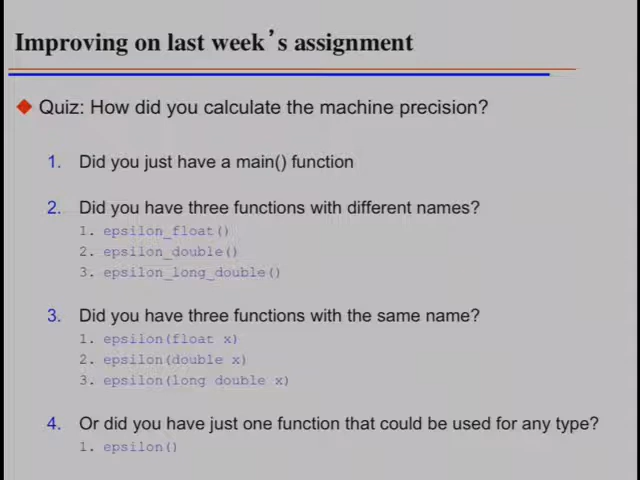 Improving on last week's assignment
Quiz: How did you calculate the machine precision?
1. Did you just have a main() function
2. Did you have three functions with different names?
1. epsilon_float()
2. epsilon_double()
3. epsilon_long_double()
3. Did you have three functions with the same name?
1. epsilon(float x)
2. epsilon(double x)
3. epsilon(long double x)
4. Or did you have just one function that could be used for any type?
1. epsilon()